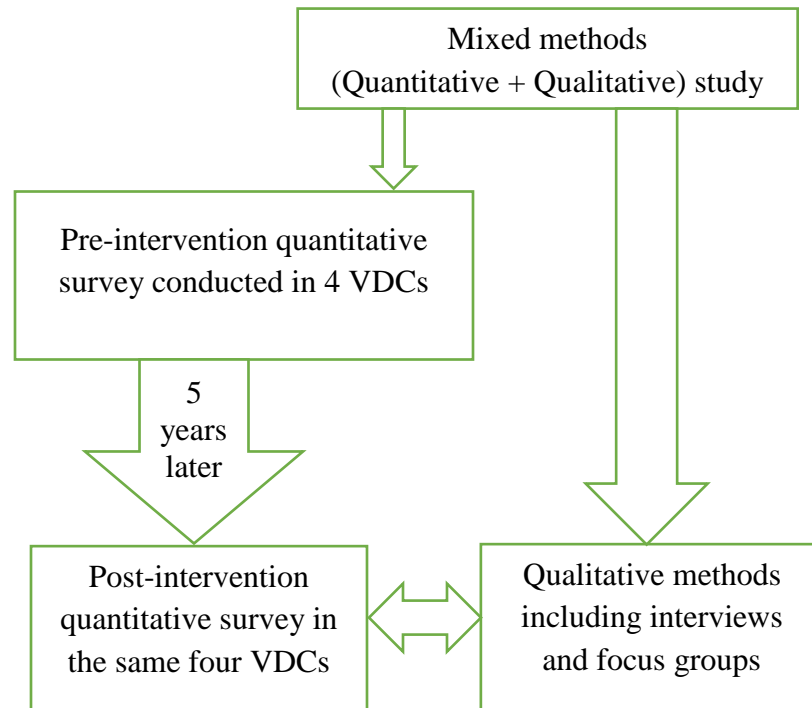 Mixed methods
(Quantitative + Qualitative) study
Pre-intervention quantitative
survey conducted in 4 VDCs
5
years
later
Post-intervention
quantitative survey in
the same four VDCs
Qualitative methods
including interviews
and focus groups